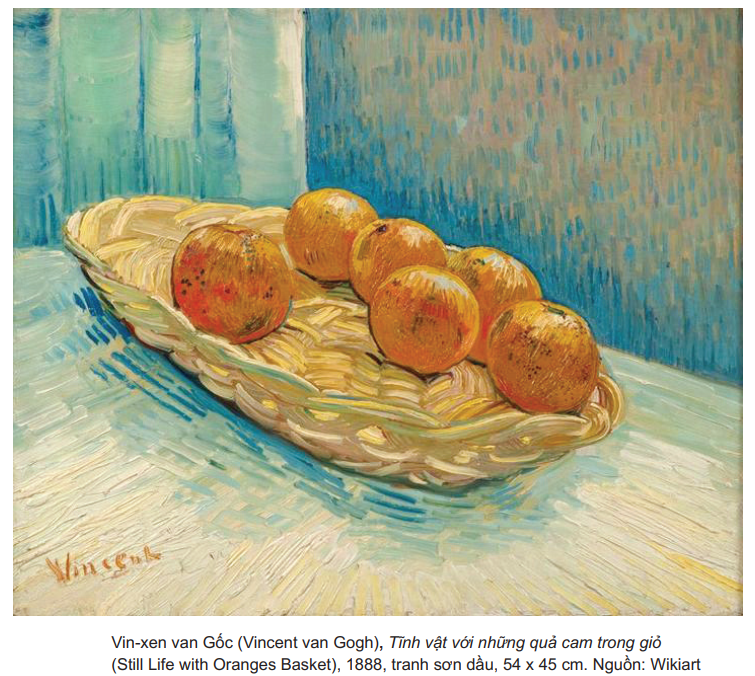 Vincent
Vin-xen van Gốc (Vincent van Gogh), Tĩnh vật với những quả cam trong giỏ
(Still Life with Oranges Basket), 1888, tranh sơn dầu, 54 x 45 cm. Nguồn: Wikiart